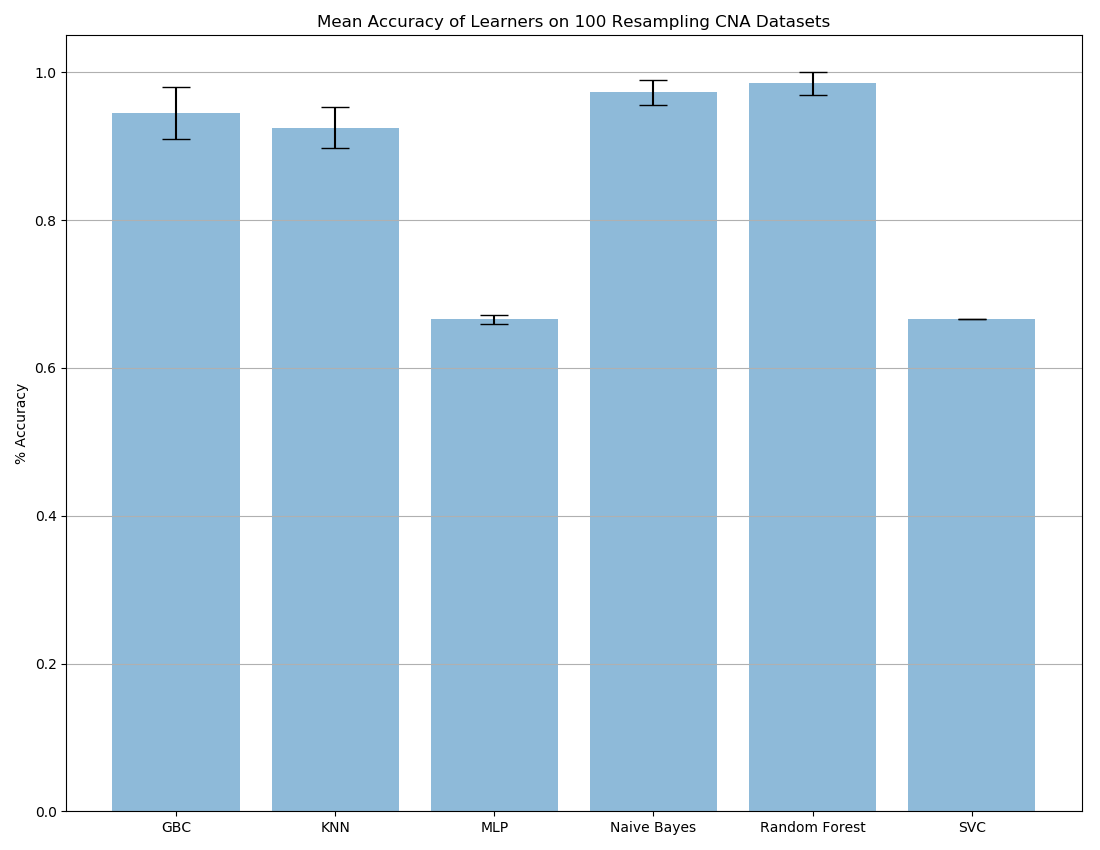 Mean Accuracy of Learners on 100 Resampling CNA Datasets
% Accuracy
1.0
0.8
0.6
0.4
0.2
0.0
GBC KNN MLP Naive Bayes Random Forest SVC